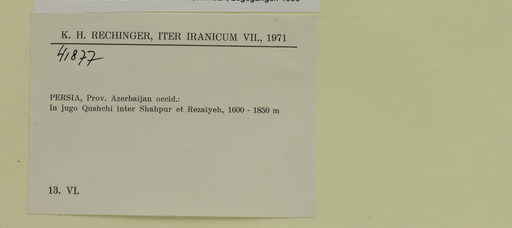 K. H. RECHINGER, ITER IRANICUM VII., 1971
41877
PERSIA, Prov. Azerbaijan occid.:
In jugo Qushchi inter Shahpur et Rezaiyeh, 1600 - 1850 m
13. VI.